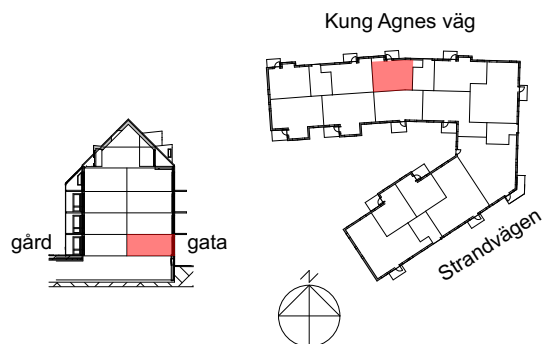 Kung Agnes väg
gård
gata
Strandvägen
N